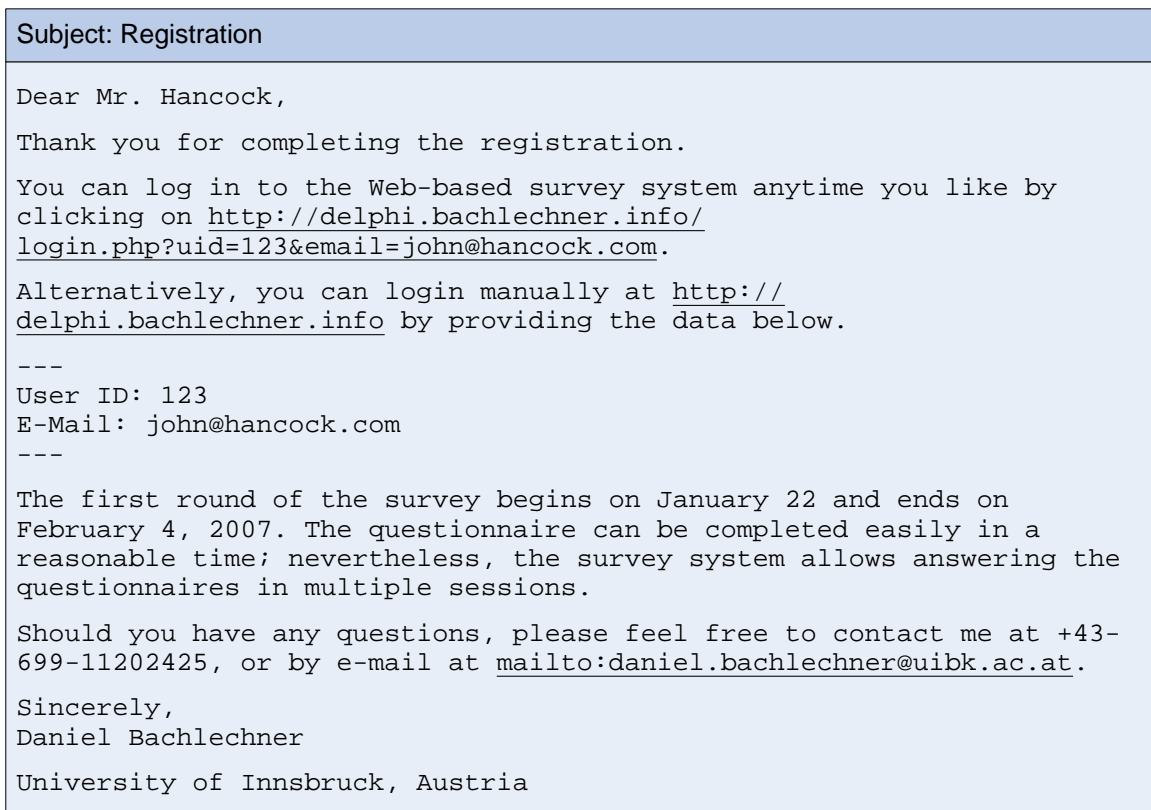 Subject: Registration
Dear Mr. Hancock,
Thank you for completing the registration.
You can log in to the Web-based survey system anytime you like by
clicking on http://delphi.bachlechner.info/
login.php?uid=123&email=john@hancock.com.
Alternatively, you can login manually at http://
delphi.bachlechner.info by providing the data below.
---
User ID: 123
E-Mail: john@hancock.com
---
The first round of the survey begins on January 22 and ends on
February 4, 2007. The questionnaire can be completed easily in a
reasonable time; nevertheless, the survey system allows answering the
questionnaires in multiple sessions.
Should you have any questions, please feel free to contact me at +43-
699-11202425, or by e-mail at mailto:daniel.bachlechner@uibk.ac.at.
Sincerely,
Daniel Bachlechner
University of Innsbruck, Austria